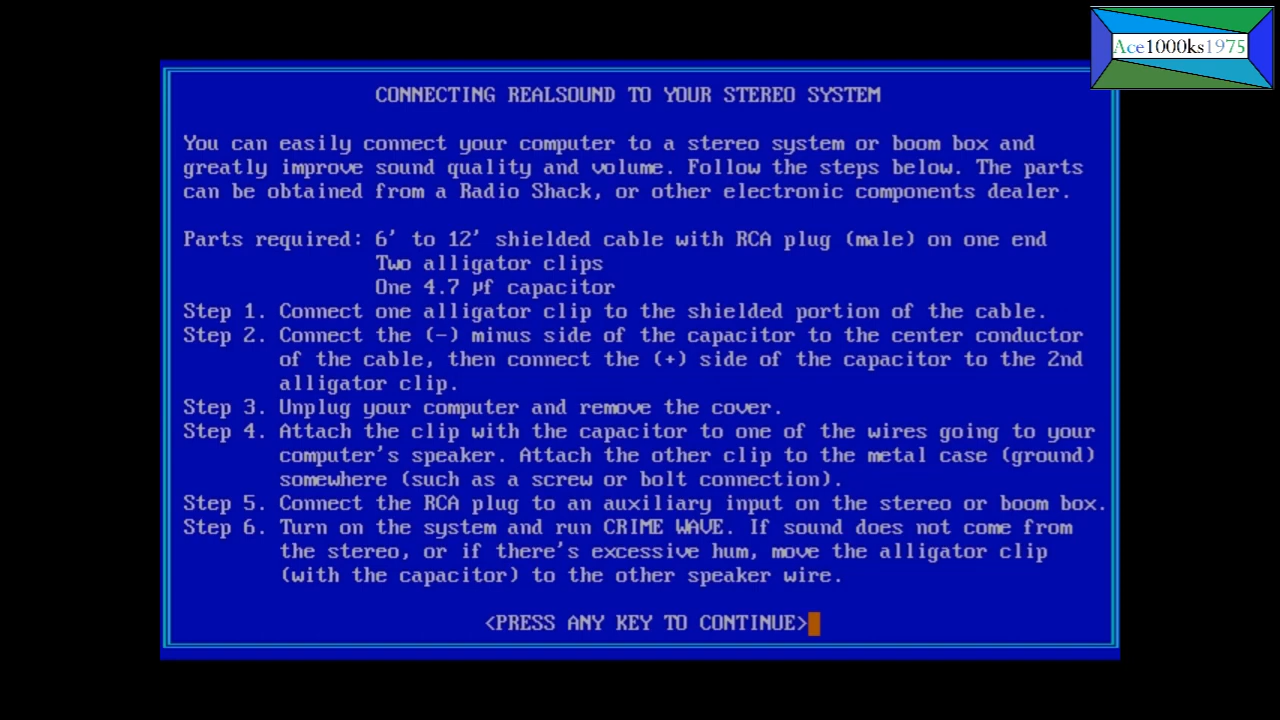 Ace1000ks1975
CONNECTING REALSOUND TO YOUR STEREO SYSTEM
You can easily connect your computer to a stereo system or boom box and
greatly improve sound quality and volume. Follow the steps below. The parts
can be obtained from a Radio Shack, or other electronic components dealer.
Parts required: 6' to 12' shielded cable with RCA plug (male) on one end
Two alligator clips
One 4.7 µf capacitor
Step 1. Connect one alligator clip to the shielded portion of the cable.
Step 2. Connect the (-) minus side of the capacitor to the center conductor
of the cable, then connect the (+) side of the capacitor to the 2nd
alligator clip.
Step 3. Unplug your computer and remove the cover.
Step 4. Attach the clip with the capacitor to one of the wires going to your
computer's speaker. Attach the other clip to the metal case (ground)
somewhere (such as a screw or bolt connection).
Step 5. Connect the RCA plug to an auxiliary input on the stereo or boom box.
Step 6. Turn on the system and run CRIME WAVE. If sound does not come from
the stereo, or if there's excessive hum, move the alligator clip
(with the capacitor) to the other speaker wire.
<PRESS ANY KEY TO CONTINUE>